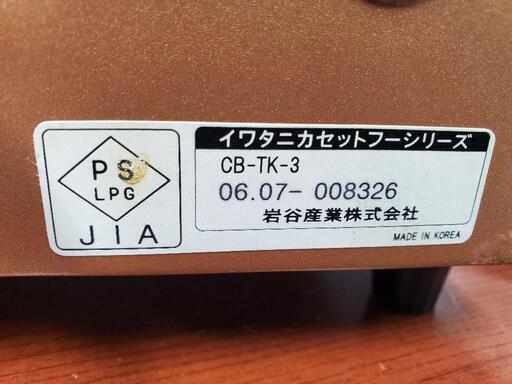 PS
LPG
JIA
イワタニカセットフーシリーズ
CB-TK-3
06.07- 008326
岩谷産業株式会社
MADE IN KOREA